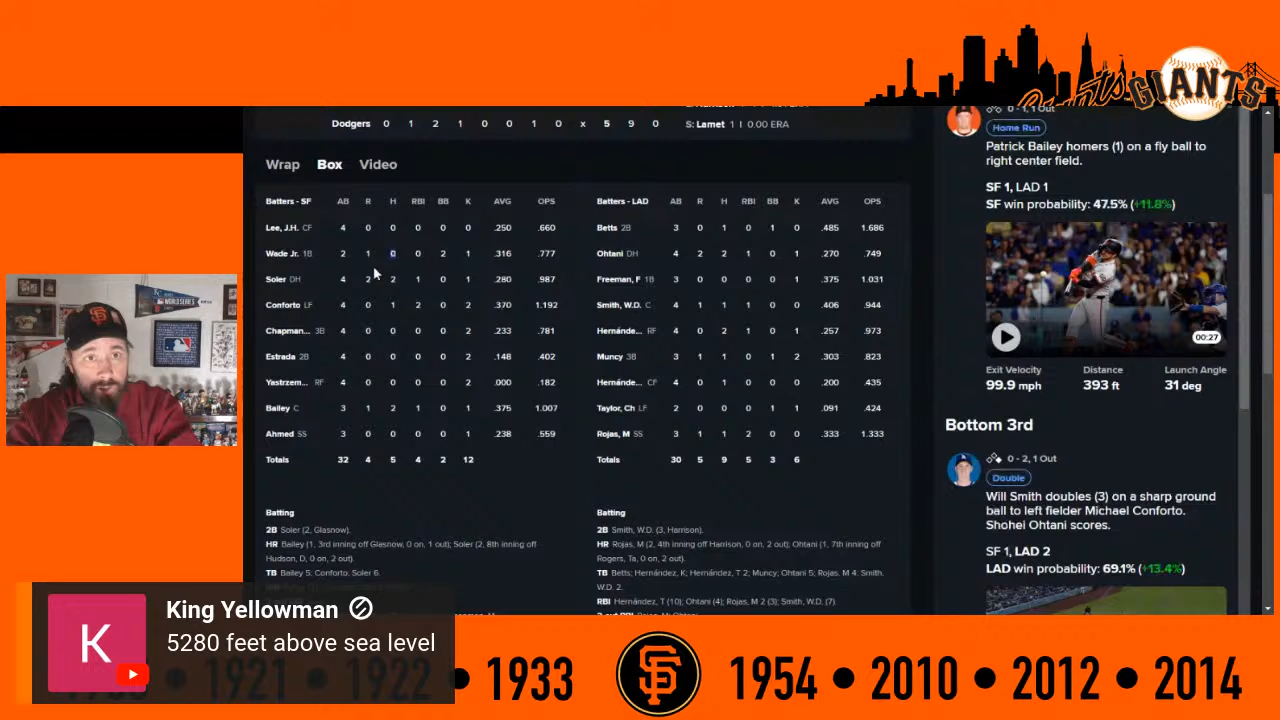 Giants GIANTS
Dodgers 0 1 2 1 0 0 1 0 x 5 9 0
S: Lamet 1 | 0.00 ERA
Wrap Box Video
Batters - SF AB R H RBI BB K AVG OPS
Lee, J.H. CF 4 0 0 0 0 0 .250 .660
Wade Jr. 1B 2 1 0 0 2 1 .316 .777
Soler DH 4 2 2 1 0 1 .280 .987
Conforto LF 4 0 1 2 0 2 .370 1.192
Chapman... 3B 4 0 0 0 0 2 .233 .781
Estrada 2B 4 0 0 0 0 2 .148 .402
Yastrzem... RF 4 0 0 0 0 2 .000 .182
Bailey C 3 1 2 1 0 1 .375 1.007
Ahmed SS 3 0 0 0 0 1 .238 .559
Totals 32 4 5 4 2 12
Batting
2B Soler (2, Glasnow).
HR Bailey (1, 3rd inning off Glasnow, 0 on, 1 out); Soler (2, 8th inning off
Hudson, D, 0 on, 2 out).
TB Bailey 5; Conforto; Soler 6.
Batters - LAD AB R H RBI BB K AVG OPS
Betts 2B 3 0 1 0 1 0 .485 1.686
Ohtani DH 4 2 2 1 0 1 .270 .749
Freeman, F 1B 3 0 0 0 1 0 .375 1.031
Smith, W.D. C 4 1 1 1 0 1 .406 .944
Hernánde... RF 4 0 2 1 0 1 .257 .973
Muncy 3B 3 1 1 0 1 2 .303 .823
Hernánde... CF 4 0 1 0 0 0 .200 .435
Taylor, Ch LF 2 0 0 0 1 1 .091 .424
Rojas, M SS 3 1 1 2 0 0 .333 1.333
Totals 30 5 9 5 3 6
Batting
2B Smith, W.D. (3, Harrison).
HR Rojas, M (2, 4th inning off Harrison, 0 on, 2 out); Ohtani (1, 7th inning off
Rogers, Ta, 0 on, 2 out).
TB Betts; Hernández, K; Hernández, T 2; Muncy; Ohtani 5; Rojas, M 4; Smith,
W.D. 2.
RBI Hernández, T (10); Ohtani (4); Rojas, M 2 (3); Smith, W.D. (7).
0 - 1, 1 Out
Home Run
Patrick Bailey homers (1) on a fly ball to
right center field.
SF 1, LAD 1
SF win probability: 47.5% (+11.8%)
00:27
Exit Velocity Distance Launch Angle
99.9 mph 393 ft 31 deg
Bottom 3rd
0 - 2, 1 Out
Double
Will Smith doubles (3) on a sharp ground
ball to left fielder Michael Conforto.
Shohei Ohtani scores.
SF 1, LAD 2
LAD win probability: 69.1% (+13.4%)
WORLD SERIES
SF
K
King Yellowman
5280 feet above sea level
1921 • 1922 • 1933 SF 1954 • 2010 • 2012 • 2014